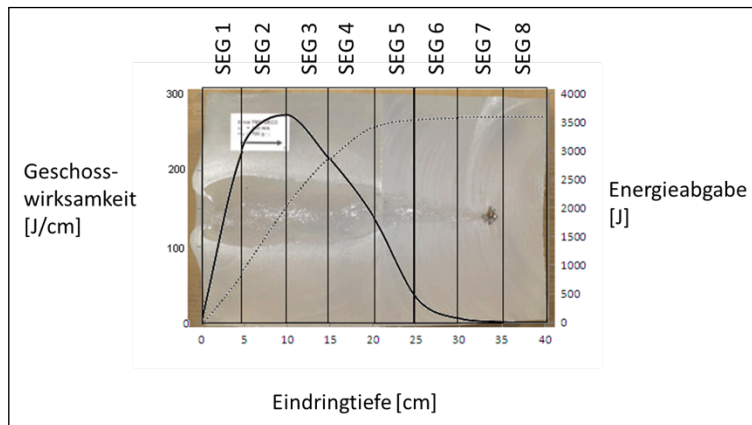 SEG 1 SEG 2 SEG 3 SEG 4 SEG 5 SEG 6 SEG 7 SEG 8
300 4000
3500
3000
200 2500
Geschoss-
wirksamkeit
[J/cm]
Energieabgabe
[J]
2000
1500
100
1000
500
0 0
0 5 10 15 20 25 30 35 40
Eindringtiefe [cm]